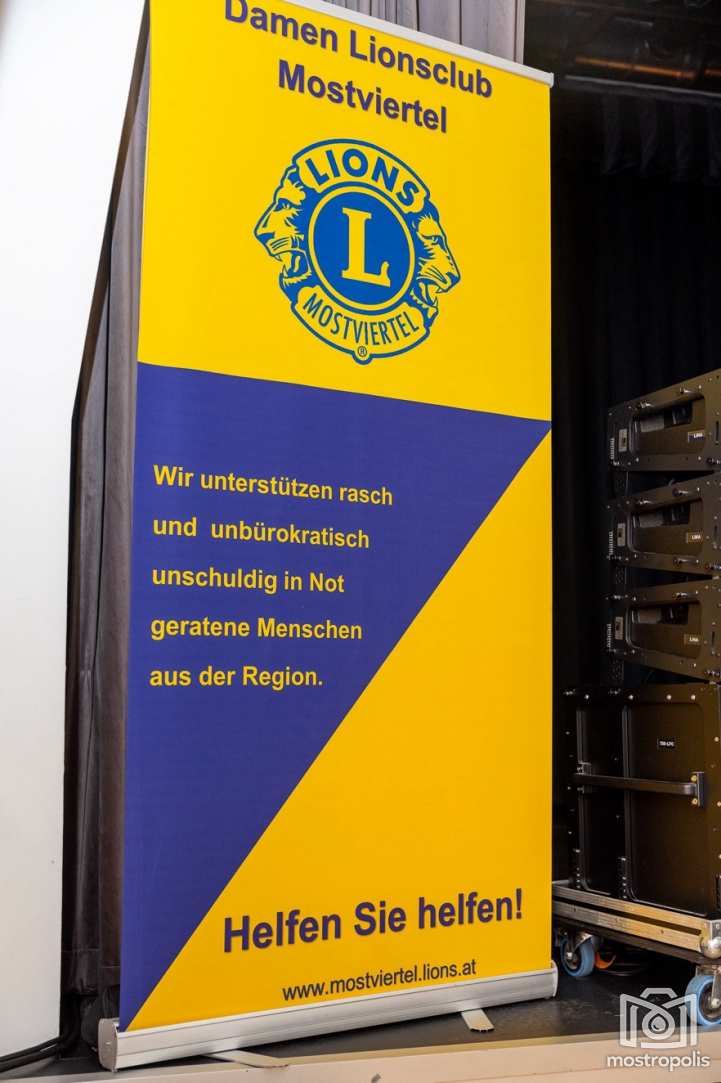 Damen Lionsclub
Mostviertel
LIONS
L
MOSTVIERTEL
®
Wir unterstützen rasch
und unbürokratisch
unschuldig in Not
geratene Menschen
aus der Region.
Helfen Sie helfen!
www.mostviertel.lions.at
mostropolis